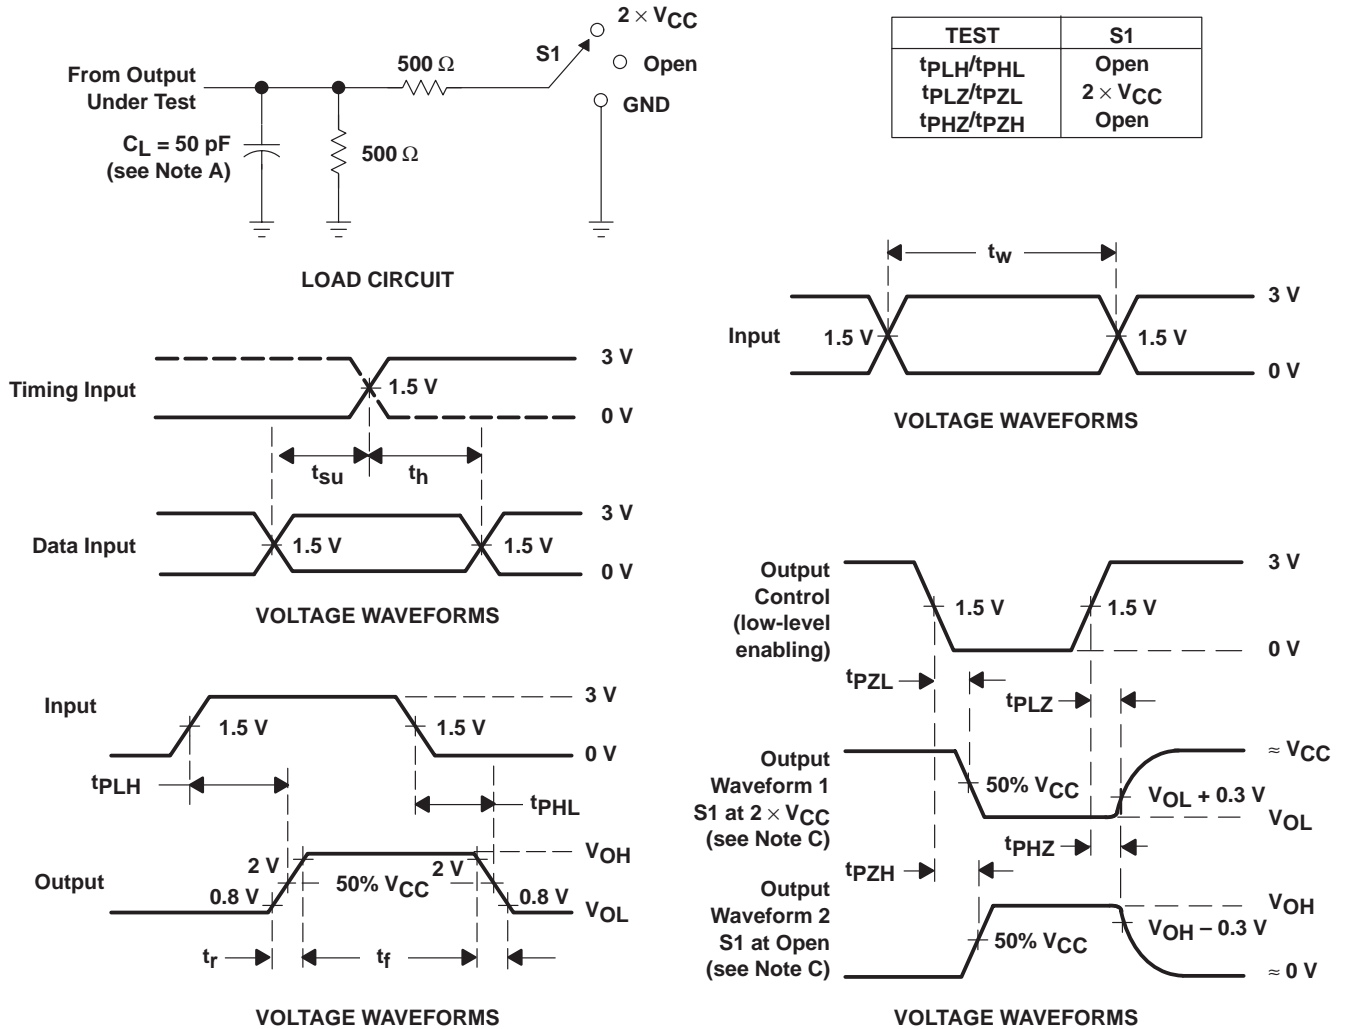 2 × VCC
S1
Open
GND
500 Ω
From Output
Under Test
CL = 50 pF
(see Note A)
500 Ω
LOAD CIRCUIT
TEST S1
tPLH/tPHL Open
tPLZ/tPZL 2 × VCC
tPHZ/tPZH Open
tw
3 V
Input 1.5 V 1.5 V
0 V
VOLTAGE WAVEFORMS
3 V
Timing Input 1.5 V
0 V
tsu th
3 V
Data Input 1.5 V 1.5 V
0 V
VOLTAGE WAVEFORMS
3 V
Input 1.5 V 1.5 V
0 V
tPLH tPHL
VOH
2 V 2 V
Output 50% VCC
0.8 V 0.8 V
VOL
tr tf
VOLTAGE WAVEFORMS
Output
Control
(low-level
enabling)
3 V
1.5 V 1.5 V
0 V
tPZL tPLZ
Output
Waveform 1
S1 at 2 × VCC
(see Note C)
≈ VCC
50% VCC
VOL + 0.3 V
VOL
tPHZ
tPZH
Output
Waveform 2
S1 at Open
(see Note C)
VOH
VOH – 0.3 V
50% VCC
≈ 0 V
VOLTAGE WAVEFORMS